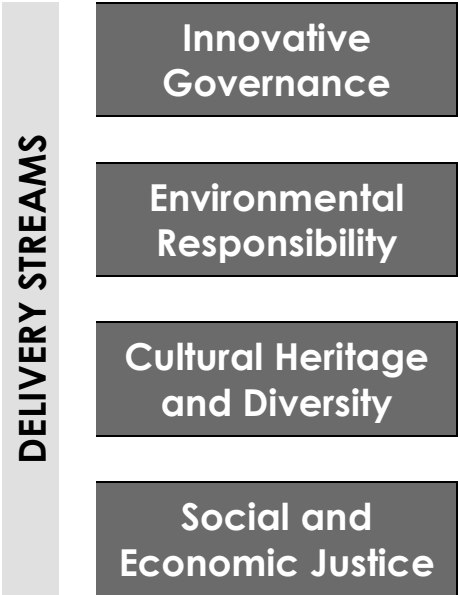 DELIVERY STREAMS
Innovative
Governance
Environmental
Responsibility
Cultural Heritage
and Diversity
Social and
Economic Justice